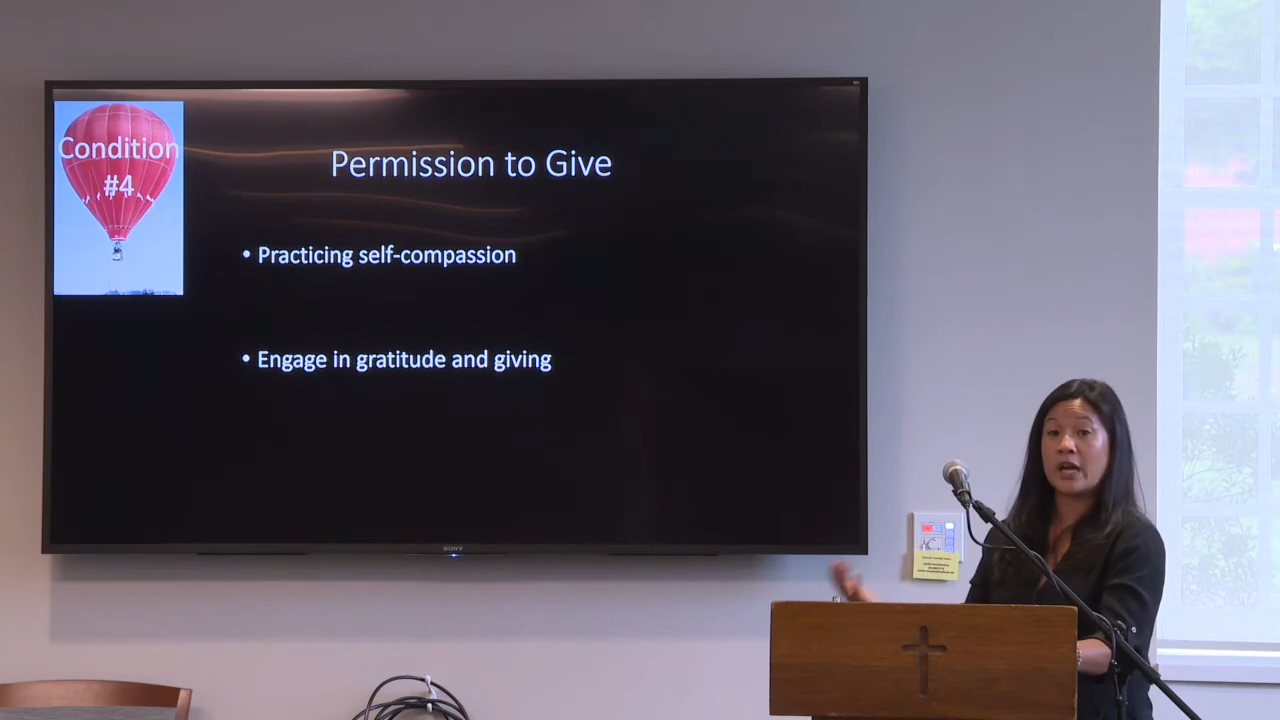 Condition
#4
Permission to Give
• Practicing self-compassion
• Engage in gratitude and giving
SONY